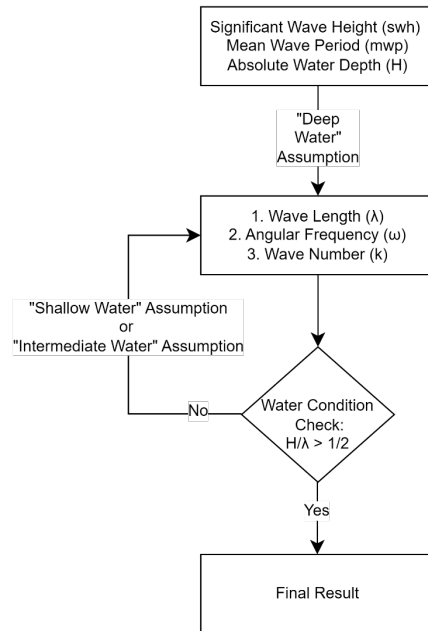 Significant Wave Height (swh)
Mean Wave Period (mwp)
Absolute Water Depth (H)
"Deep
Water"
Assumption
1. Wave Length (λ)
2. Angular Frequency (ω)
3. Wave Number (k)
"Shallow Water" Assumption
or
"Intermediate Water" Assumption
No
Water Condition
Check:
H/λ > 1/2
Yes
Final Result